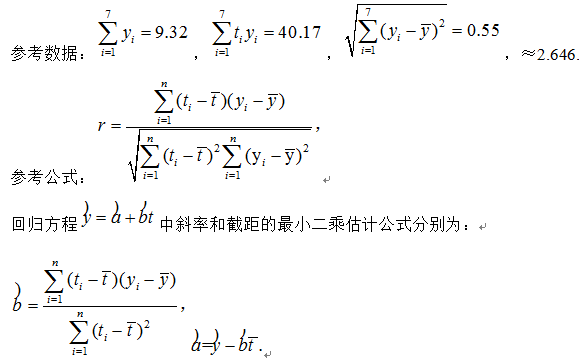 参考数据：$\sum_{i=1}^{7} y_i = 9.32$，$\sum_{i=1}^{7} t_i y_i = 40.17$，$\sqrt{\sum_{i=1}^{7} (y_i - \overline{y})^2} = 0.55$，≈2.646.
参考公式：$r = \frac{\sum_{i=1}^{n} (t_i - \overline{t})(y_i - \overline{y})}{\sqrt{\sum_{i=1}^{n} (t_i - \overline{t})^2 \sum_{i=1}^{n} (y_i - \overline{y})^2}}$，
回归方程 $\hat{y} = \hat{a} + \hat{b}t$ 中斜率和截距的最小二乘估计公式分别为：
$\hat{b} = \frac{\sum_{i=1}^{n} (t_i - \overline{t})(y_i - \overline{y})}{\sum_{i=1}^{n} (t_i - \overline{t})^2}$，$\hat{a} = \overline{y} - \hat{b}\overline{t}$.